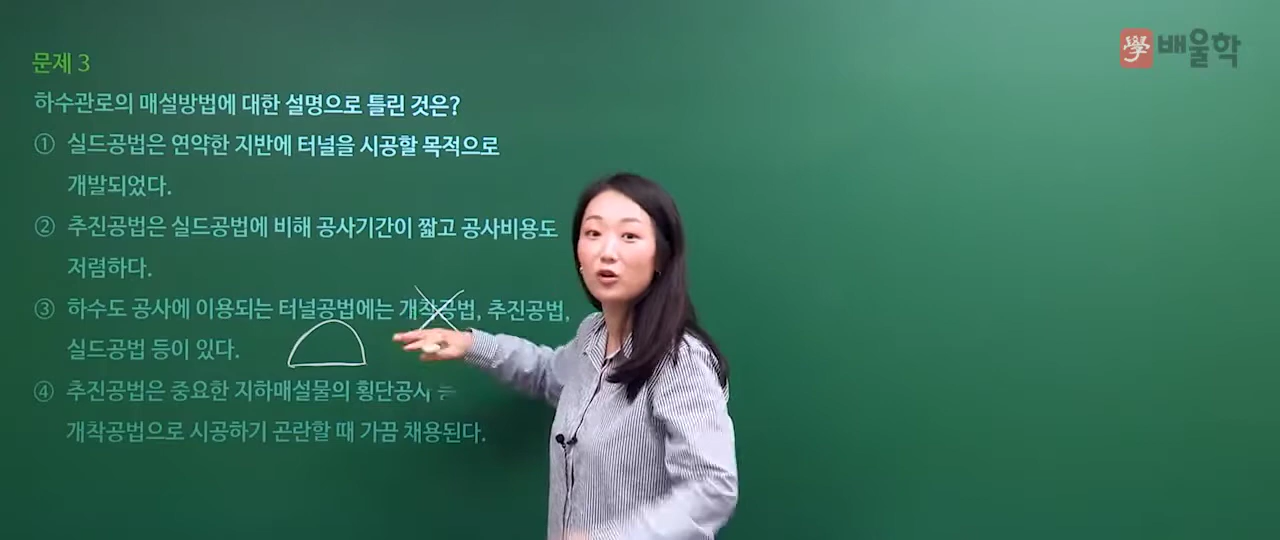 學 배울학
문제 3
하수관로의 매설방법에 대한 설명으로 틀린 것은?
① 실드공법은 연약한 지반에 터널을 시공할 목적으로
개발되었다.
② 추진공법은 실드공법에 비해 공사기간이 짧고 공사비용도
저렴하다.
③ 하수도 공사에 이용되는 터널공법에는 개착공법, 추진공법,
실드공법 등이 있다.
④ 추진공법은 중요한 지하매설물의 횡단공사
개착공법으로 시공하기 곤란할 때 가끔 채용된다.